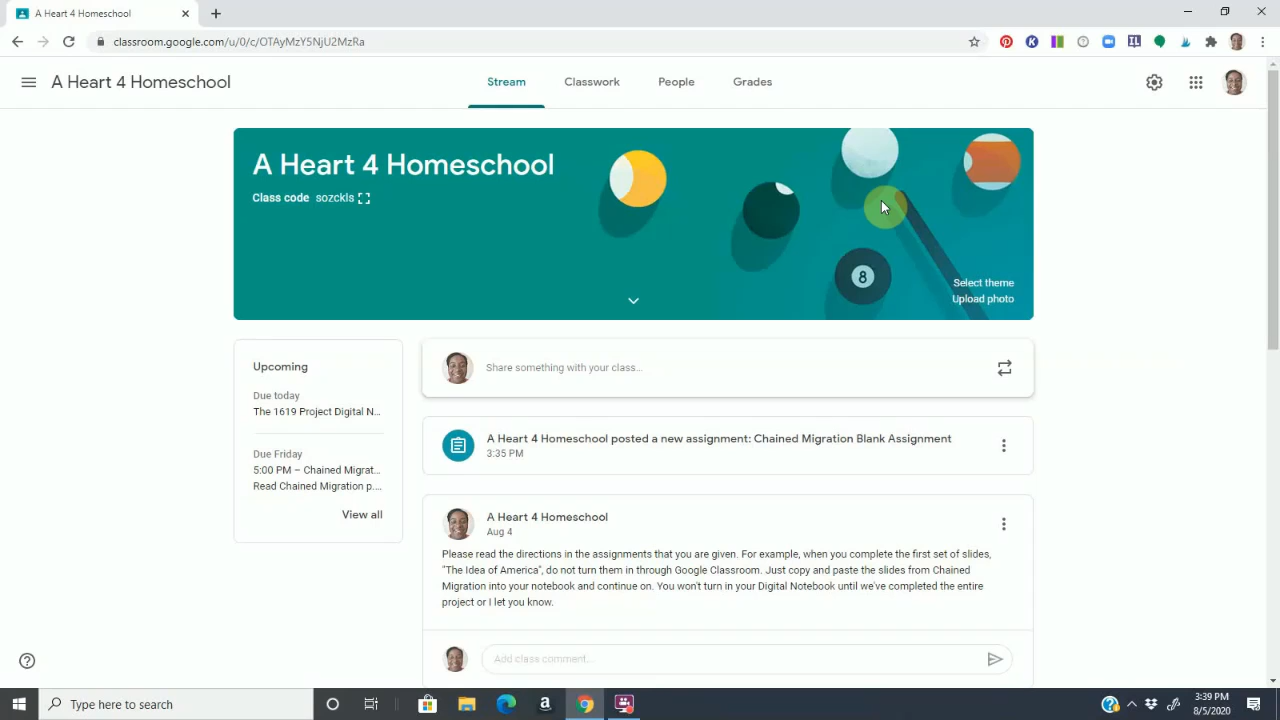 A Heart 4 Homeschool
classroom.google.com/u/0/c/OTAyMzY5NjU2MzRa
A Heart 4 Homeschool
Stream
Classwork
People
Grades
A Heart 4 Homeschool
Class code sozckls
8
Select theme
Upload photo
Upcoming
Due today
The 1619 Project Digital N...
Due Friday
5:00 PM – Chained Migrat...
Read Chained Migration p...
View all
Share something with your class...
A Heart 4 Homeschool posted a new assignment: Chained Migration Blank Assignment
3:35 PM
A Heart 4 Homeschool
Aug 4
Please read the directions in the assignments that you are given. For example, when you complete the first set of slides,
"The Idea of America", do not turn them in through Google Classroom. Just copy and paste the slides from Chained
Migration into your notebook and continue on. You won't turn in your Digital Notebook until we've completed the entire
project or I let you know.
Add class comment...
Type here to search
3:39 PM
8/5/2020